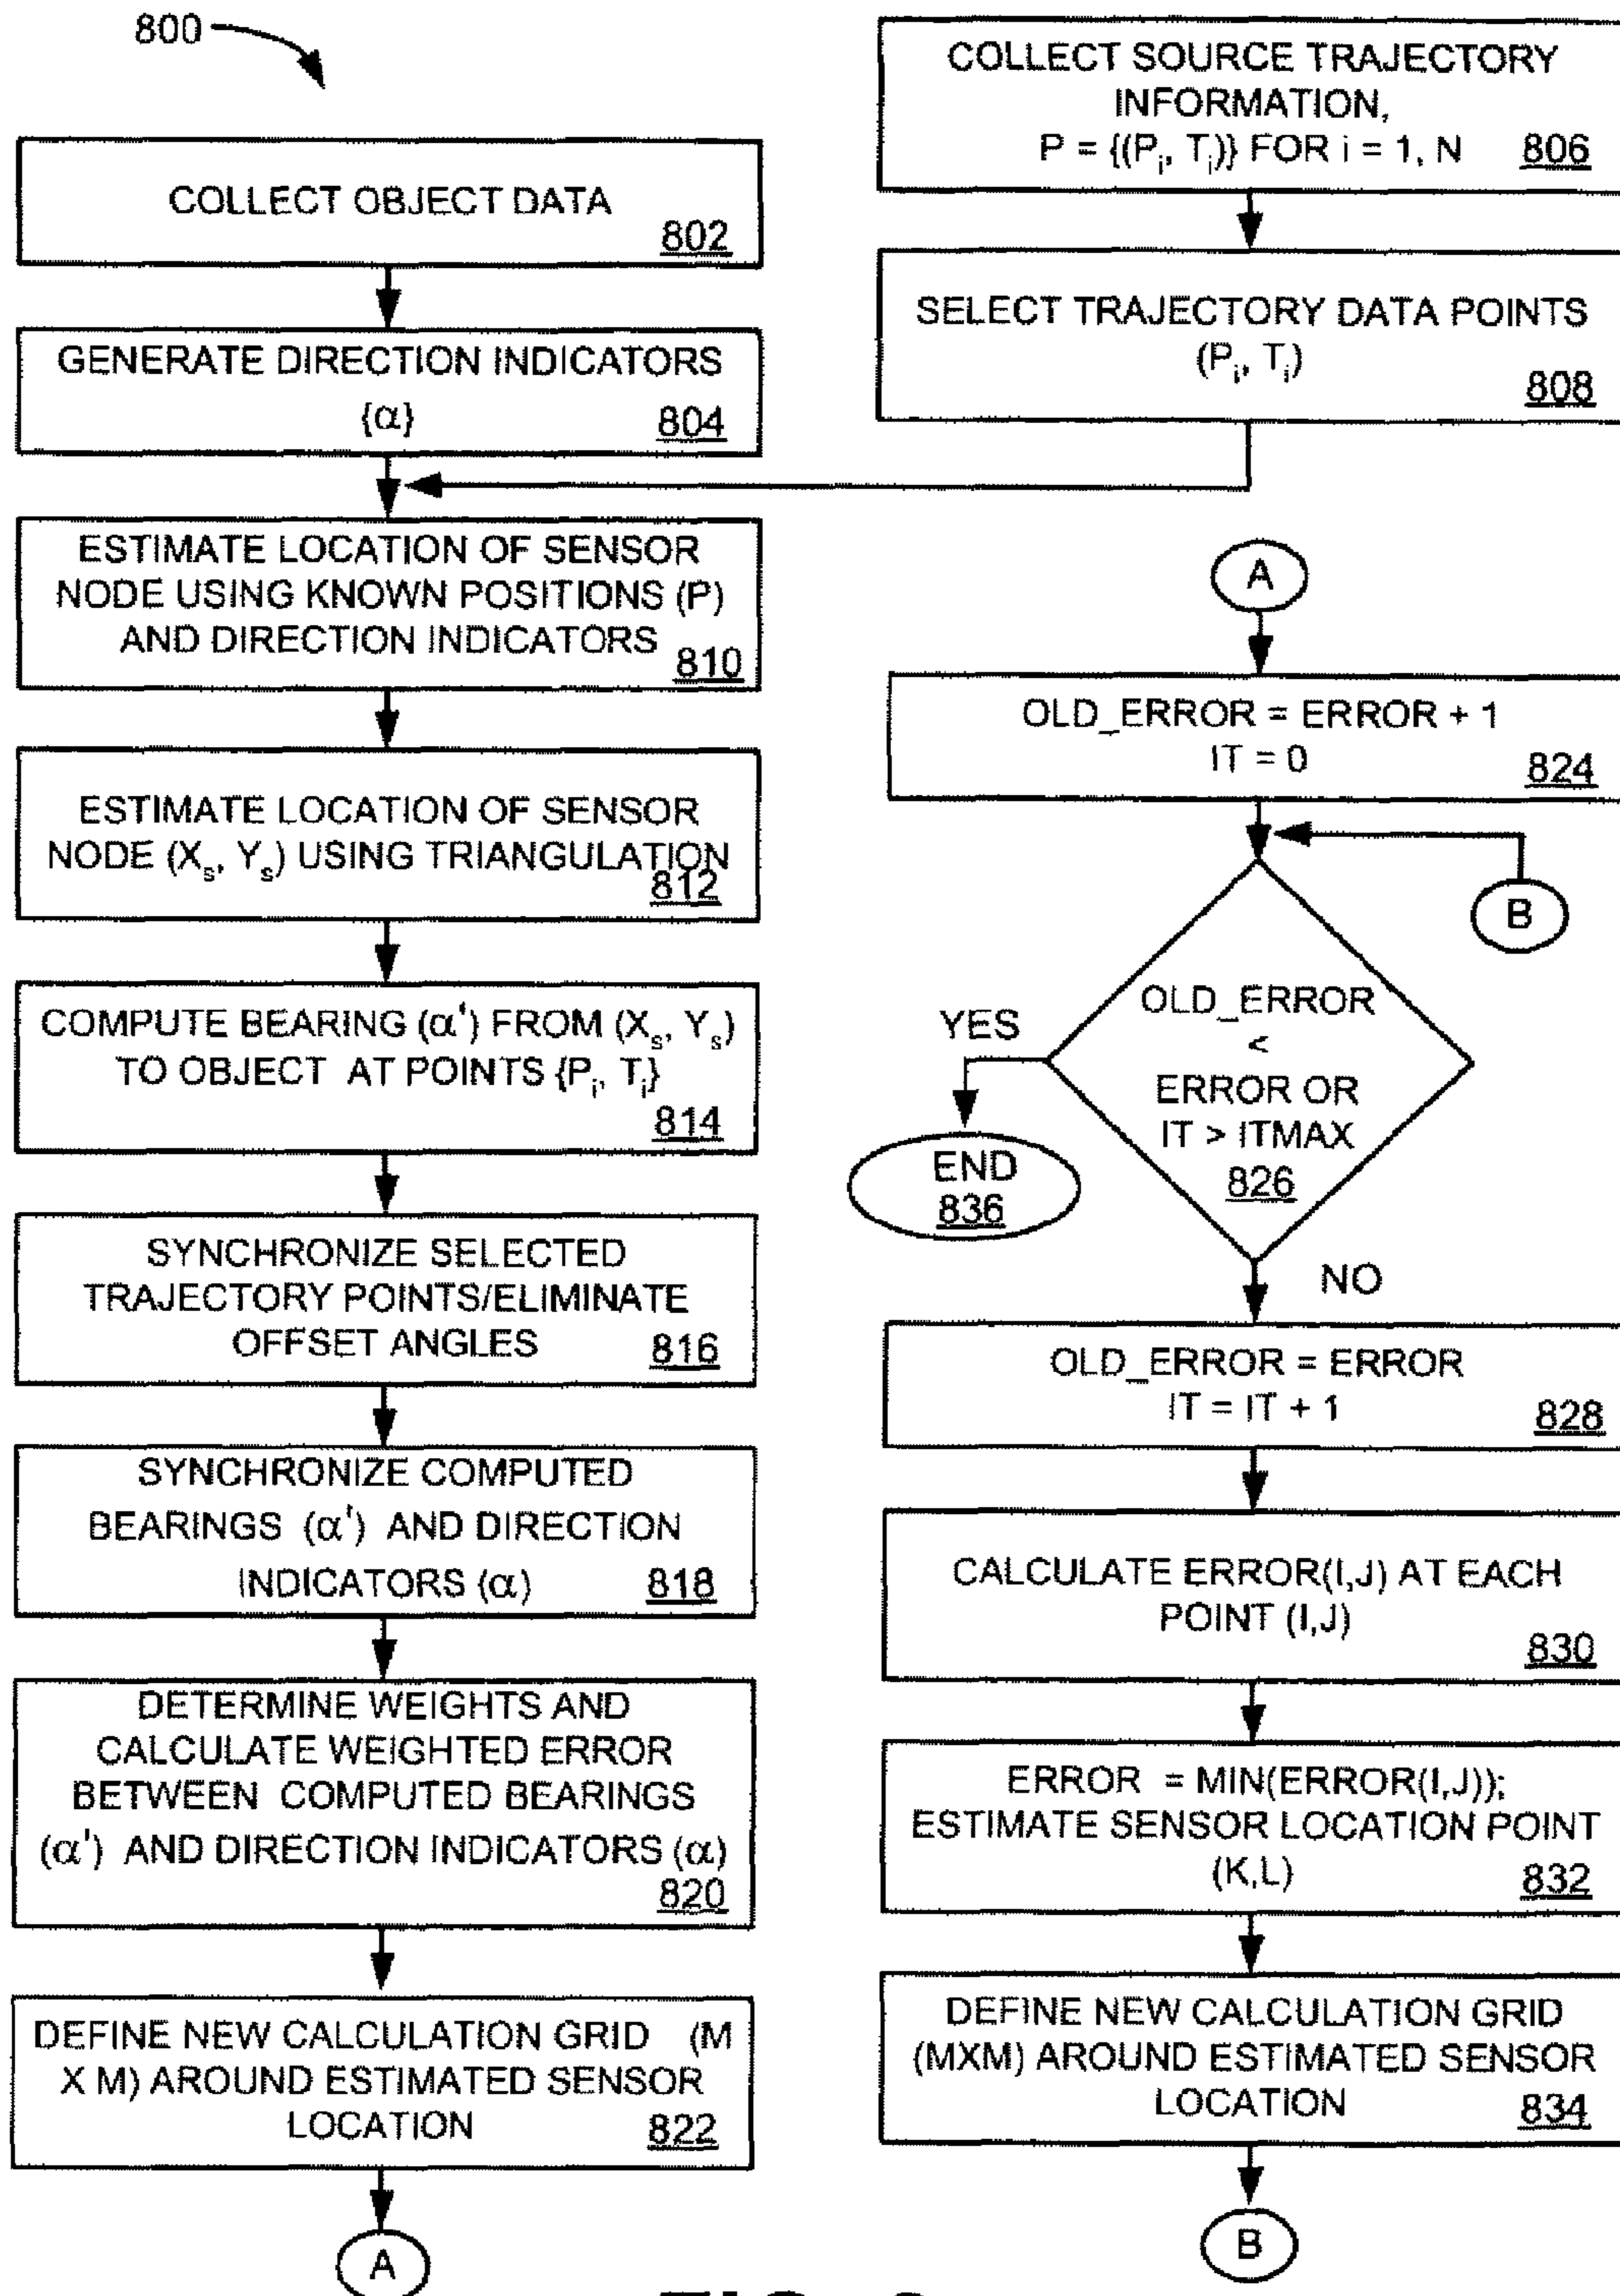 800
COLLECT OBJECT DATA
802
GENERATE DIRECTION INDICATORS
{α} 804
COLLECT SOURCE TRAJECTORY
INFORMATION,
P = {(Pi, Ti)} FOR i = 1, N 806
SELECT TRAJECTORY DATA POINTS
(Pi, Ti)
808
ESTIMATE LOCATION OF SENSOR
NODE USING KNOWN POSITIONS (P)
AND DIRECTION INDICATORS
810
ESTIMATE LOCATION OF SENSOR
NODE (Xs, Ys) USING TRIANGULATION
812
COMPUTE BEARING (α') FROM (Xs, Ys)
TO OBJECT AT POINTS {Pi, Ti}
814
SYNCHRONIZE SELECTED
TRAJECTORY POINTS/ELIMINATE
OFFSET ANGLES 816
SYNCHRONIZE COMPUTED
BEARINGS (α') AND DIRECTION
INDICATORS (α) 818
DETERMINE WEIGHTS AND
CALCULATE WEIGHTED ERROR
BETWEEN COMPUTED BEARINGS
(α') AND DIRECTION INDICATORS (α)
820
DEFINE NEW CALCULATION GRID (M
X M) AROUND ESTIMATED SENSOR
LOCATION 822
A
A
OLD_ERROR = ERROR + 1
IT = 0 824
B
OLD_ERROR
<
ERROR OR
IT > ITMAX
826
YES
END
836
NO
OLD_ERROR = ERROR
IT = IT + 1 828
CALCULATE ERROR(I,J) AT EACH
POINT (I,J)
830
ERROR = MIN(ERROR(I,J));
ESTIMATE SENSOR LOCATION POINT
(K,L) 832
DEFINE NEW CALCULATION GRID
(MXM) AROUND ESTIMATED SENSOR
LOCATION 834
B